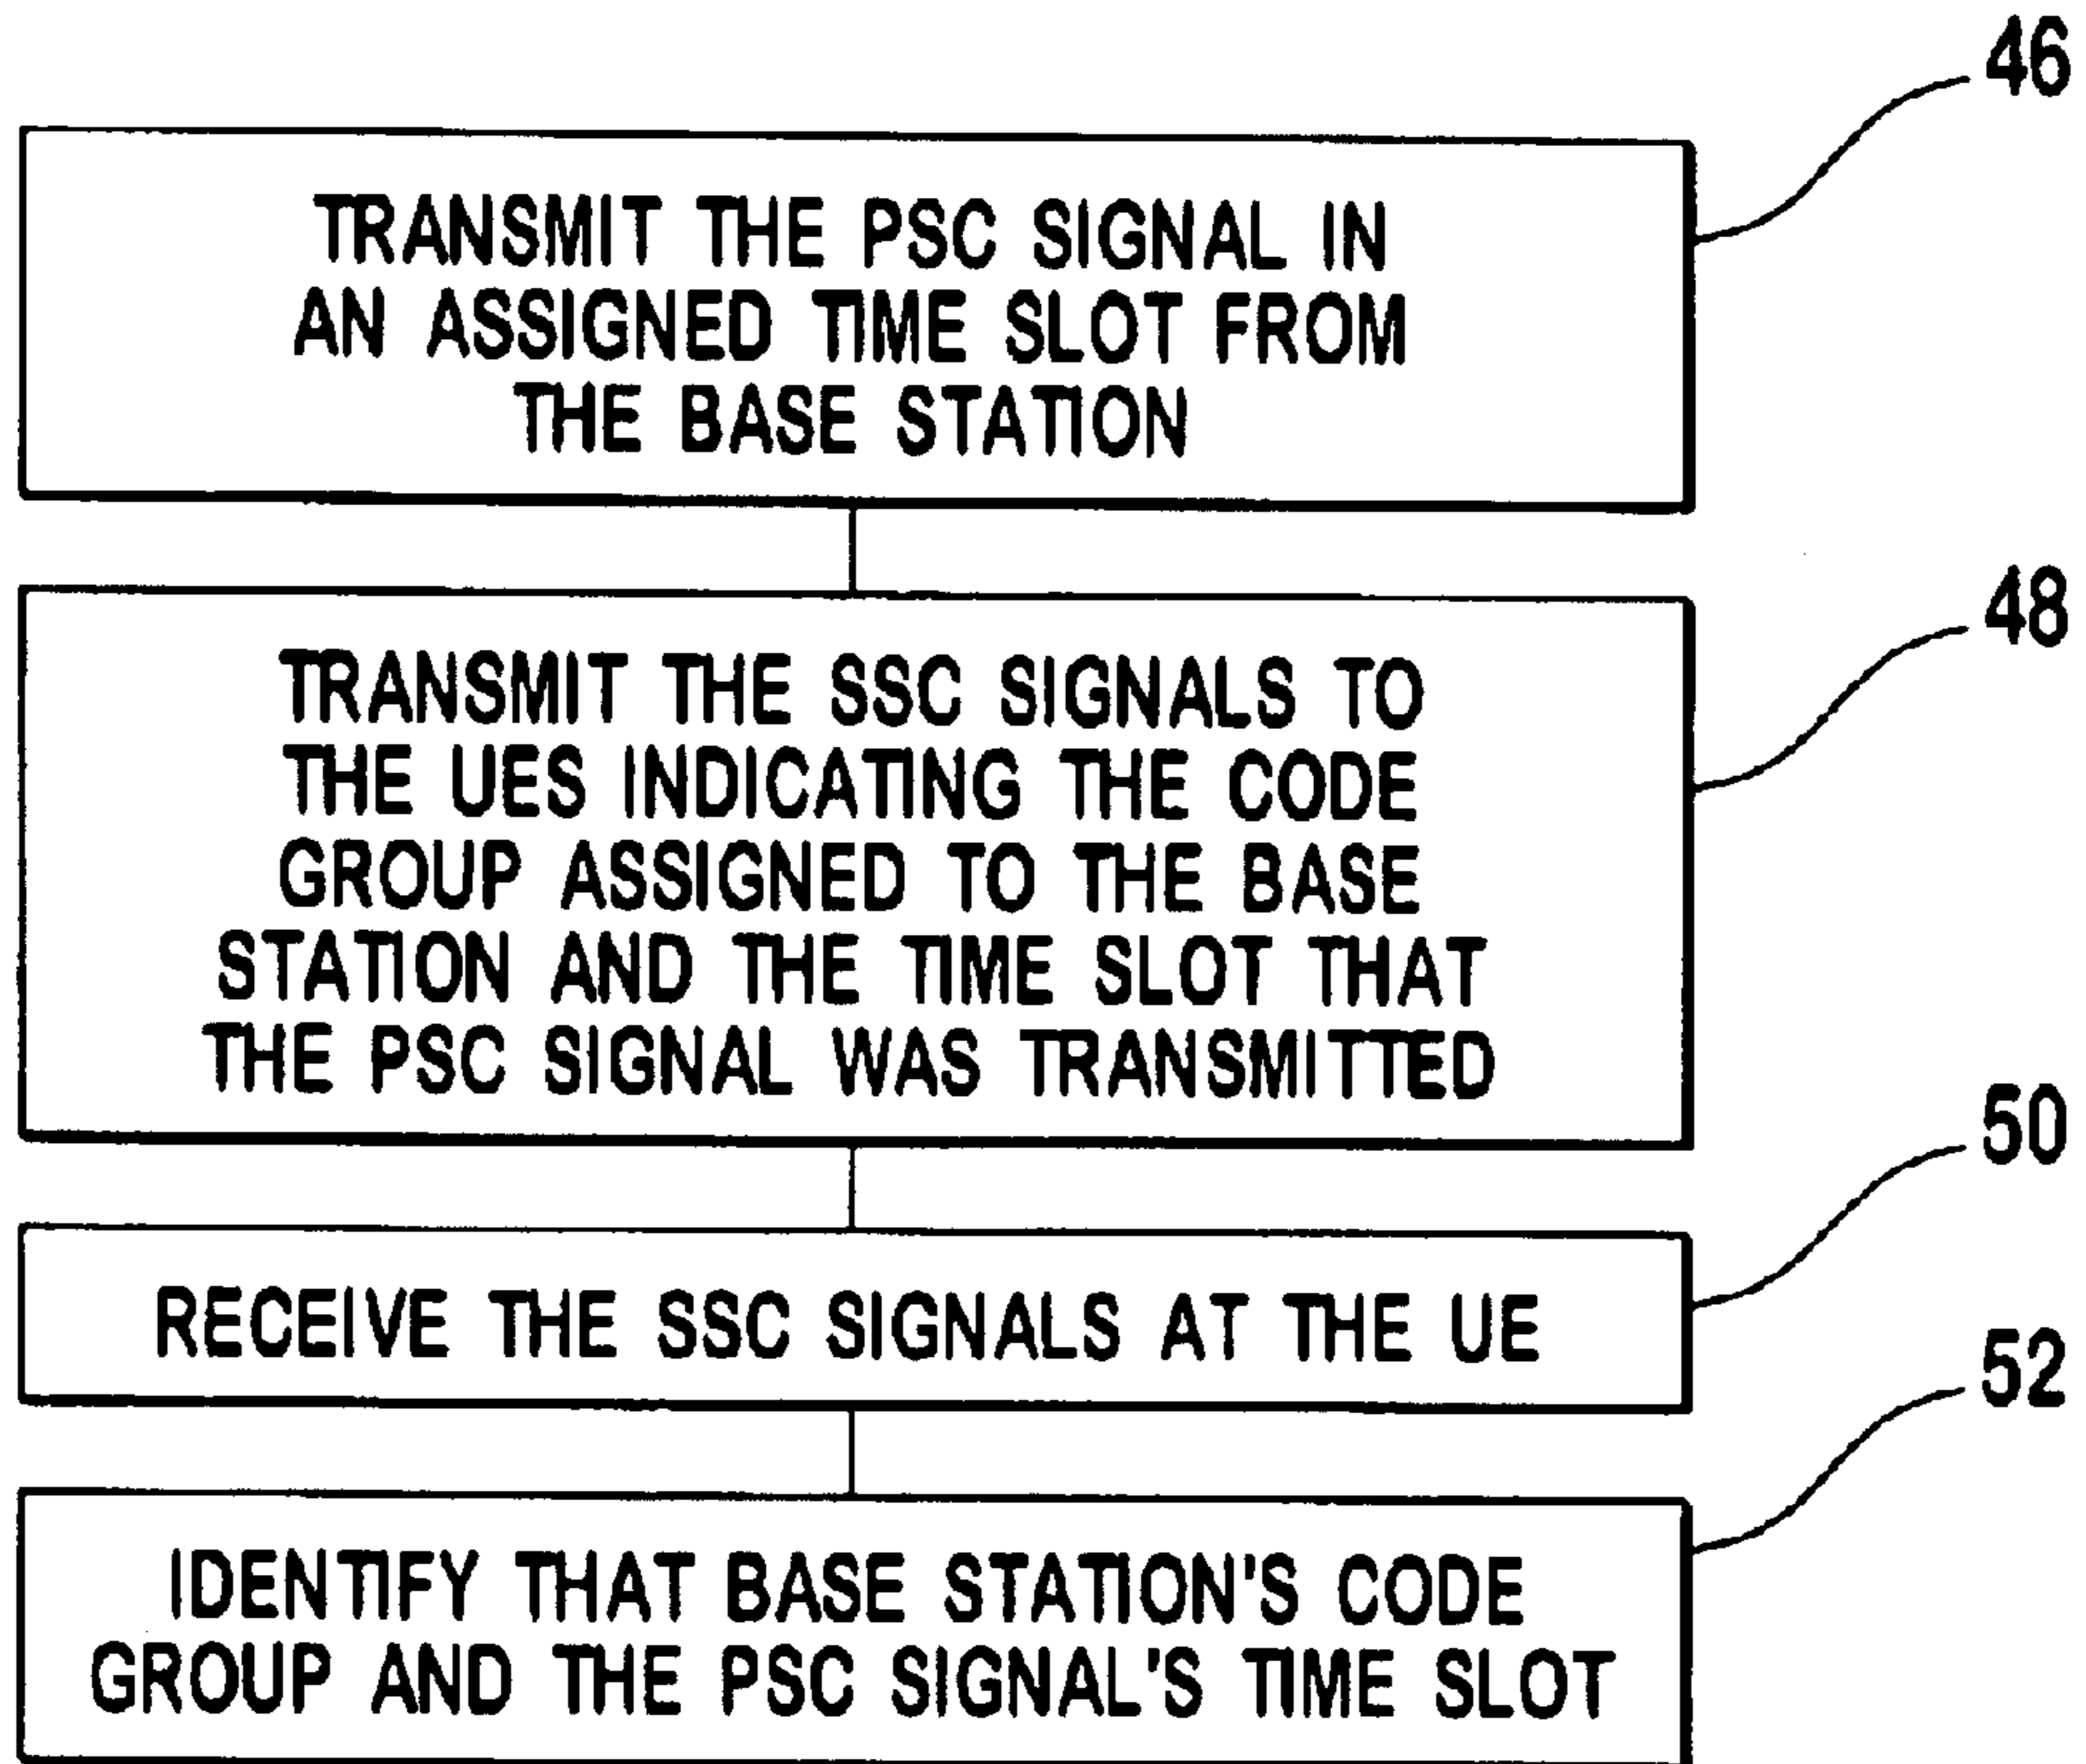 46
TRANSMIT THE PSC SIGNAL IN
AN ASSIGNED TIME SLOT FROM
THE BASE STATION
48
TRANSMIT THE SSC SIGNALS TO
THE UES INDICATING THE CODE
GROUP ASSIGNED TO THE BASE
STATION AND THE TIME SLOT THAT
THE PSC SIGNAL WAS TRANSMITTED
50
RECEIVE THE SSC SIGNALS AT THE UE
52
IDENTIFY THAT BASE STATION'S CODE
GROUP AND THE PSC SIGNAL'S TIME SLOT